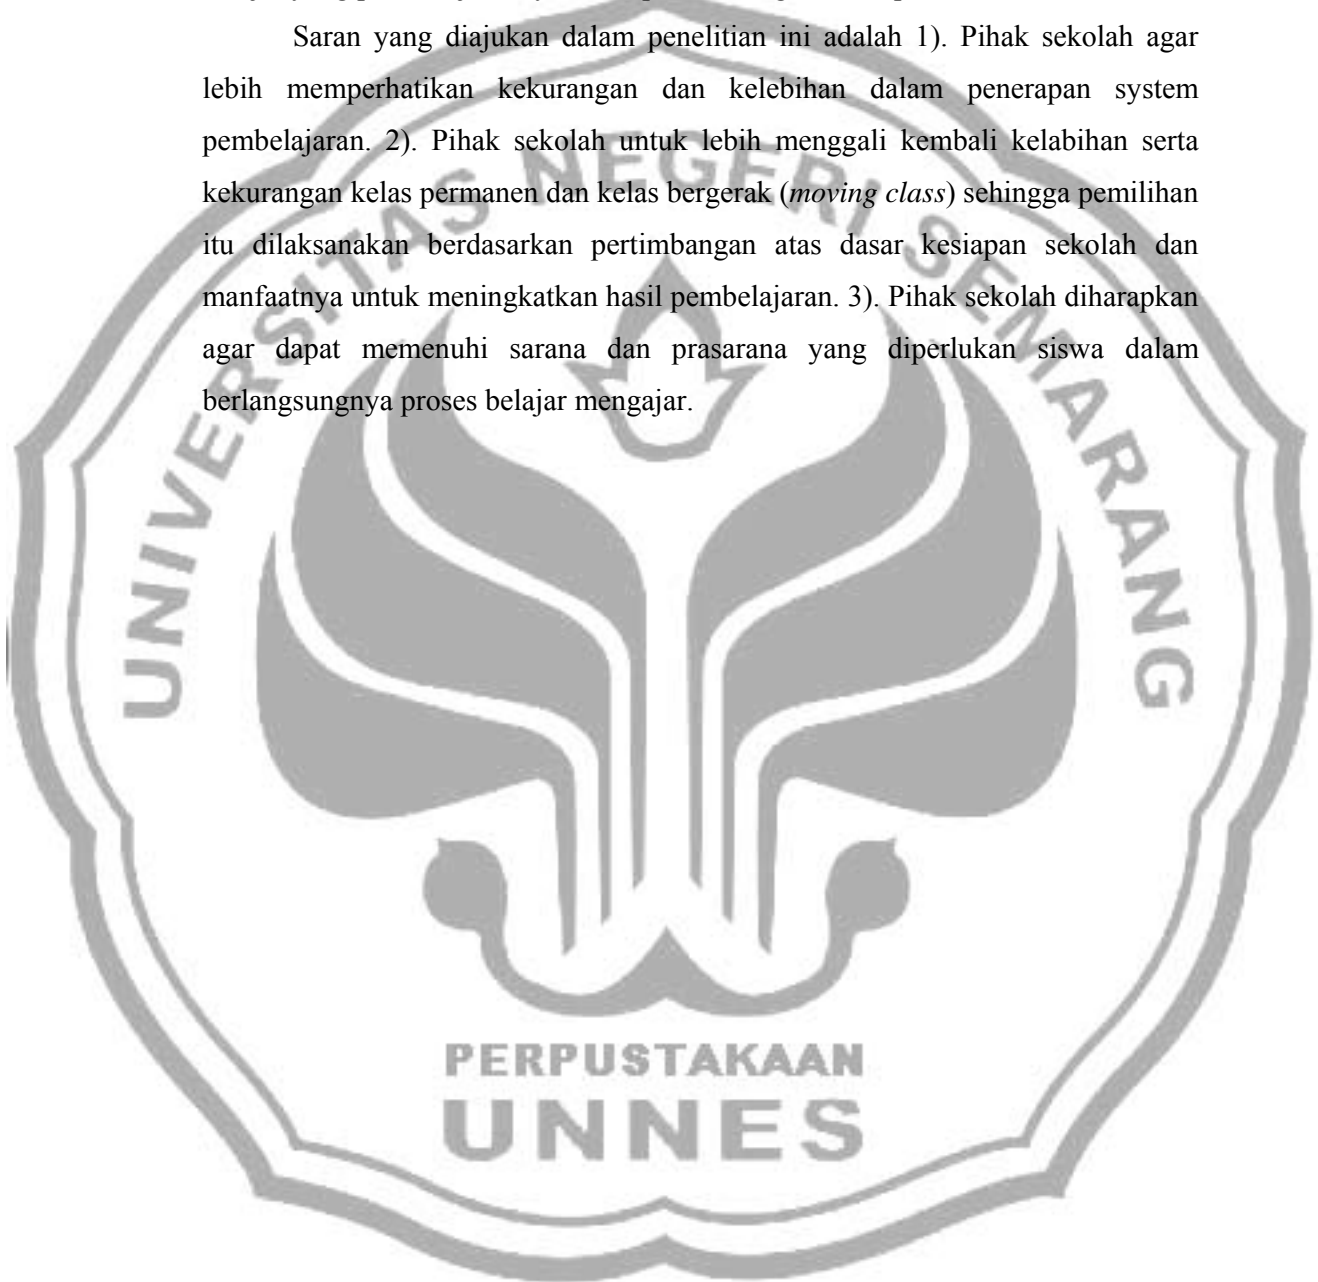 Saran yang diajukan dalam penelitian ini adalah 1). Pihak sekolah agar
lebih memperhatikan kekurangan dan kelebihan dalam penerapan system
pembelajaran. 2). Pihak sekolah untuk lebih menggali kembali kelabihan serta
kekurangan kelas permanen dan kelas bergerak (moving class) sehingga pemilihan
itu dilaksanakan berdasarkan pertimbangan atas dasar kesiapan sekolah dan
manfaatnya untuk meningkatkan hasil pembelajaran. 3). Pihak sekolah diharapkan
agar dapat memenuhi sarana dan prasarana yang diperlukan siswa dalam
berlangsungnya proses belajar mengajar.
UNIVERSITAS NEGERI SEMARANG
PERPUSTAKAAN
UNNES